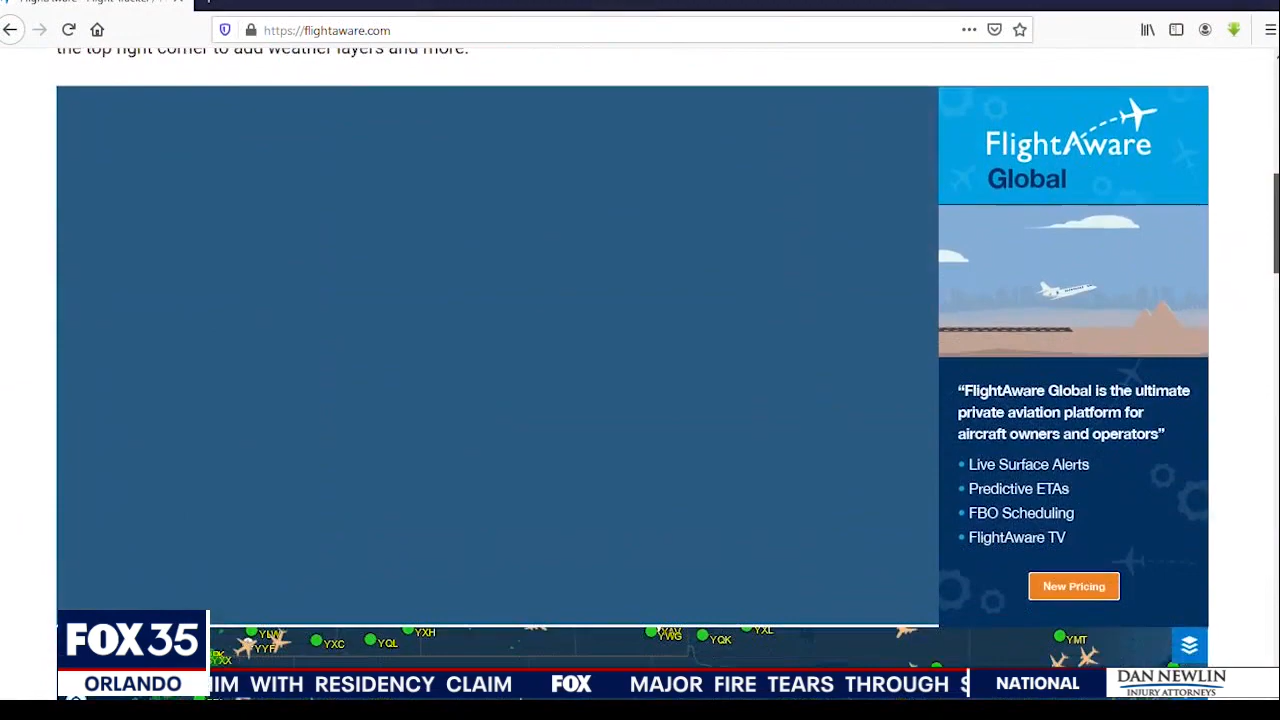 https://flightaware.com
the top right corner to add weather layers and more.
FlightAware
Global
“FlightAware Global is the ultimate
private aviation platform for
aircraft owners and operators”
• Live Surface Alerts
• Predictive ETAs
• FBO Scheduling
• FlightAware TV
New Pricing
YXH
YXC
YQL
YWG
YQK
YXL
YMT
FOX 35
ORLANDO
WITH RESIDENCY CLAIM FOX MAJOR FIRE TEARS THROUGH
NATIONAL
DAN NEWLIN
INJURY ATTORNEYS